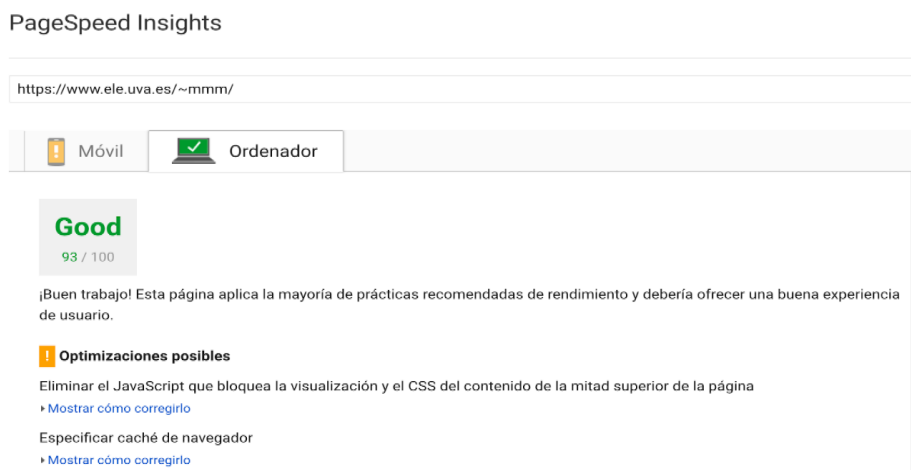 PageSpeed Insights
https://www.ele.uva.es/~mmm/
Móvil
Ordenador
Good
93 / 100
¡Buen trabajo! Esta página aplica la mayoría de prácticas recomendadas de rendimiento y debería ofrecer una buena experiencia
de usuario.
! Optimizaciones posibles
Eliminar el JavaScript que bloquea la visualización y el CSS del contenido de la mitad superior de la página
Mostrar cómo corregirlo
Especificar caché de navegador
Mostrar cómo corregirlo